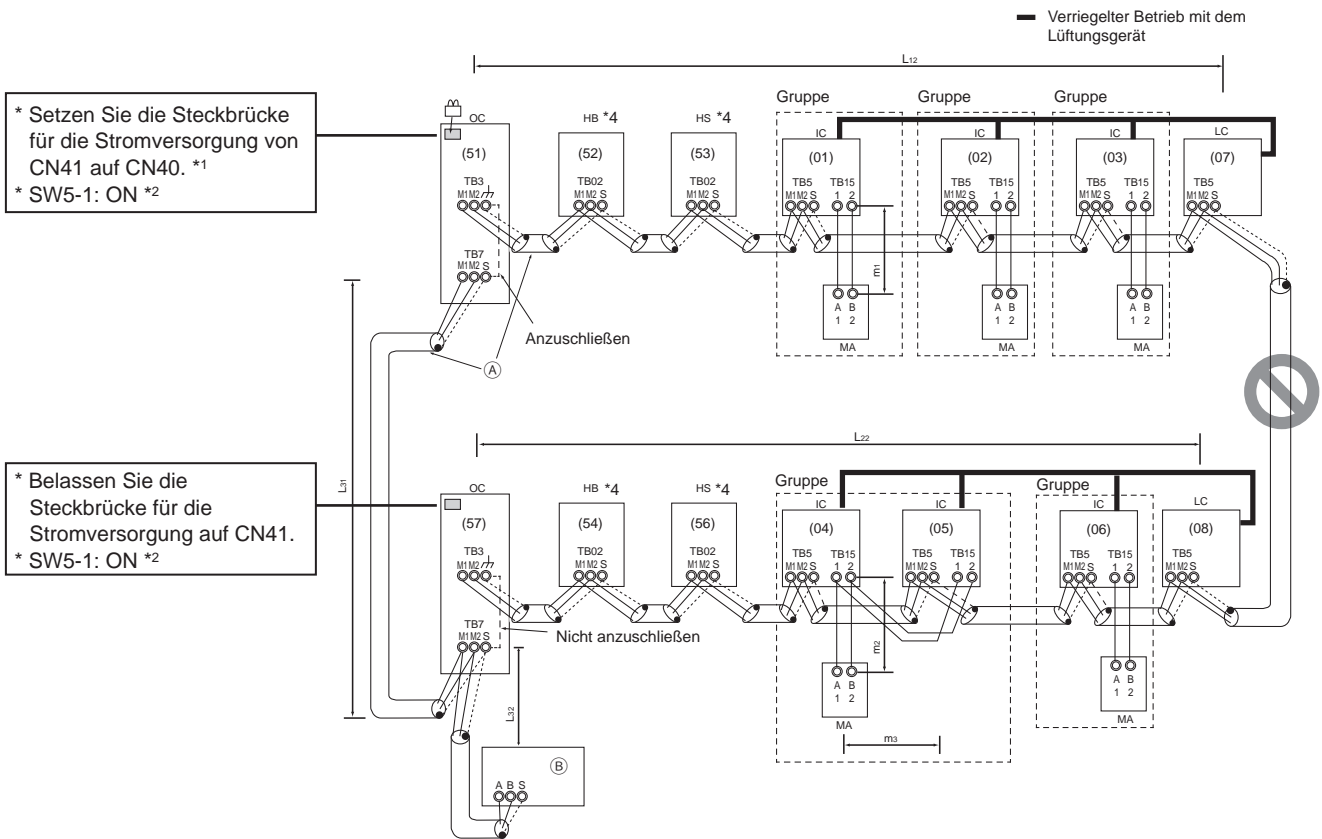 Verriegelter Betrieb mit dem
Lüftungsgerät
L12
* Setzen Sie die Steckbrücke
für die Stromversorgung von
CN41 auf CN40. *1
* SW5-1: ON *2
Gruppe Gruppe Gruppe
OC HB *4 HS *4 IC IC IC LC
(51) (52) (53) (01) (02) (03) (07)
TB3 TB02 TB02 TB5 TB15 TB5 TB15 TB5 TB15 TB5
M1M2 M1M2 S M1M2 S M1M2 S 1 2 M1M2 S 1 2 M1M2 S 1 2 M1M2 S
TB7
M1M2 S
m1
Anzuschließen
A B A B A B
1 2 1 2 1 2
MA MA MA
A
L31
L22
* Belassen Sie die
Steckbrücke für die
Stromversorgung auf CN41.
* SW5-1: ON *2
Gruppe Gruppe
OC HB *4 HS *4 IC IC IC LC
(57) (54) (56) (04) (05) (06) (08)
TB3 TB02 TB02 TB5 TB15 TB5 TB15 TB5 TB15 TB5
M1M2 M1M2 S M1M2 S M1M2 S 1 2 M1M2 S 1 2 M1M2 S 1 2 M1M2 S
TB7
M1M2 S
Nicht anzuschließen
m2
L32
A B A B
1 2 1 2
MA MA
m3
B
A B S